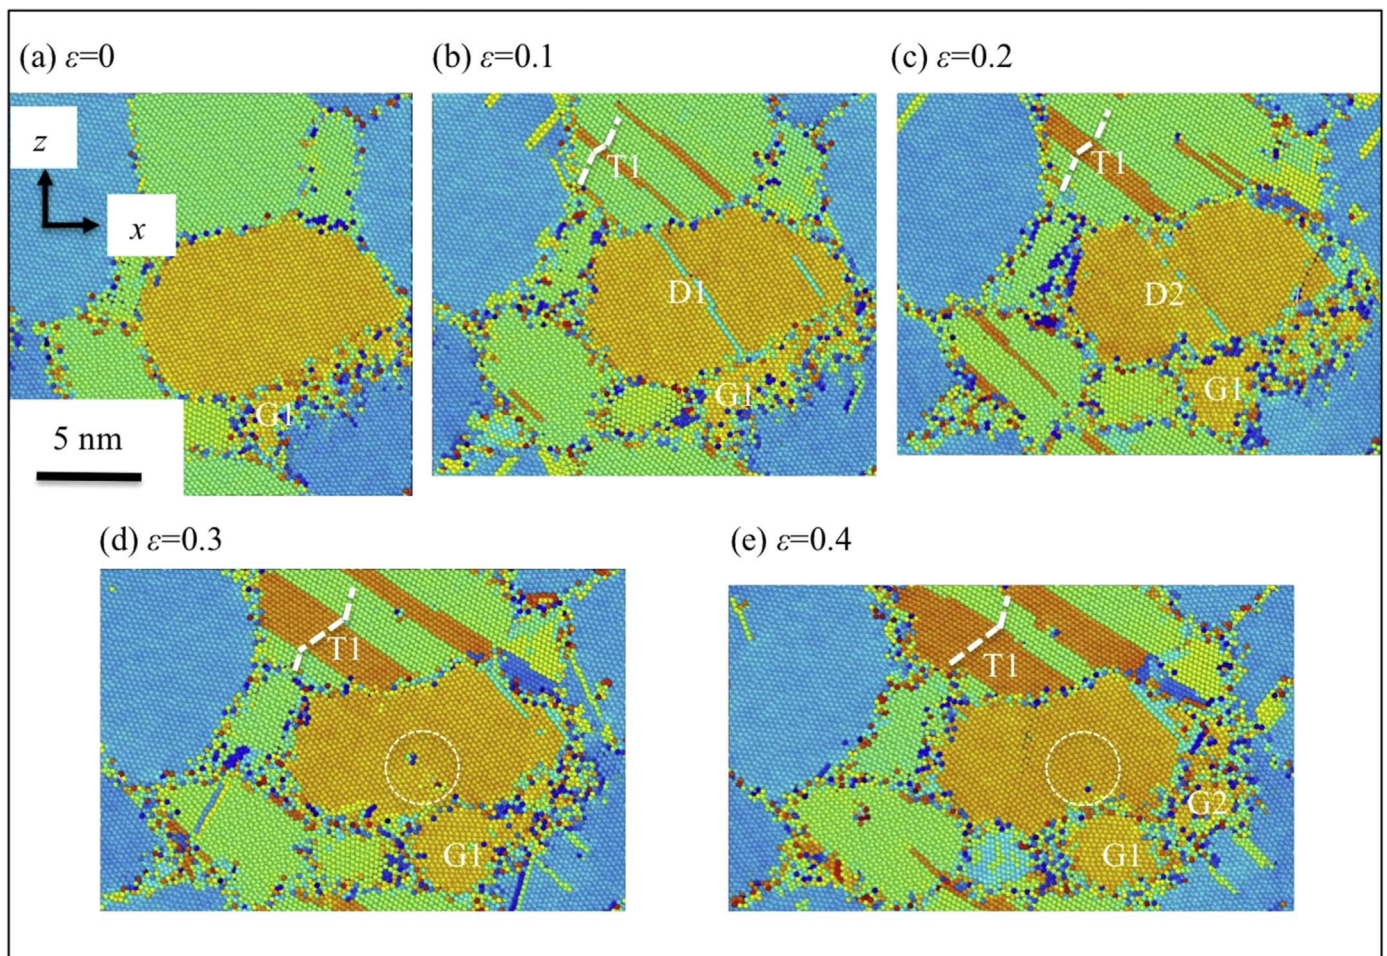 (a) ε=0
(b) ε=0.1
(c) ε=0.2
z
x
T1
T1
D1
D2
G1
G1
G1
5 nm
(d) ε=0.3
(e) ε=0.4
T1
T1
G2
G1
G1